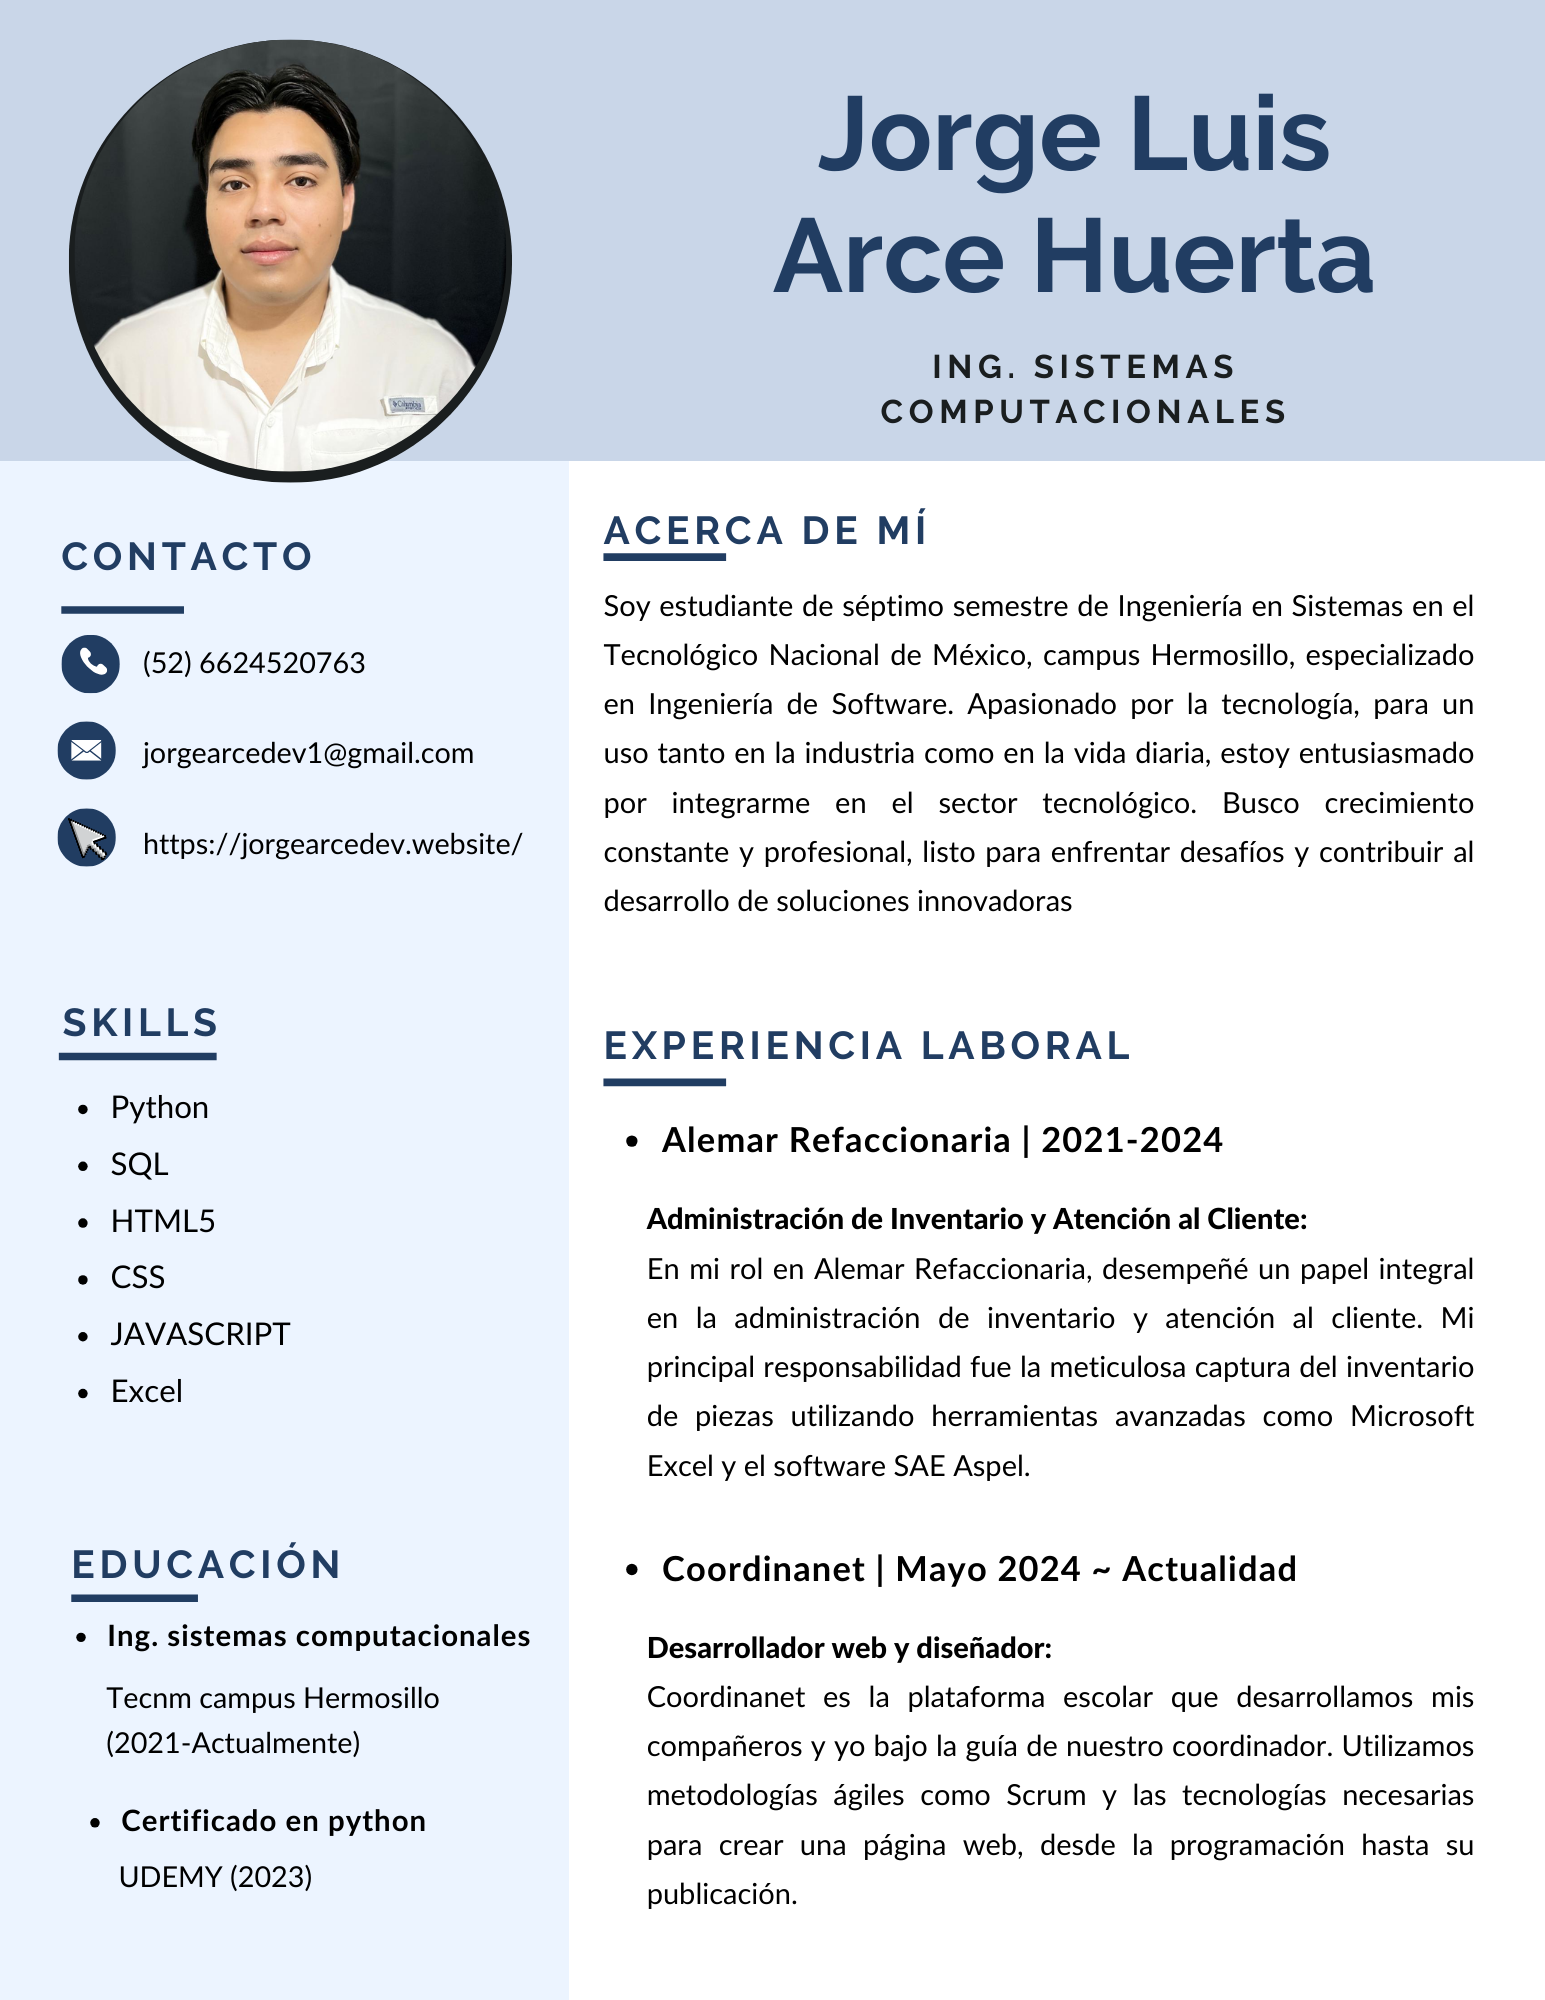 Jorge Luis
Arce Huerta
ING. SISTEMAS
COMPUTACIONALES
CONTACTO
(52) 6624520763
jorgearcedev1@gmail.com
https://jorgearcedev.website/
SKILLS
Python
SQL
HTML5
CSS
JAVASCRIPT
Excel
EDUCACIÓN
Ing. sistemas computacionales
Tecnm campus Hermosillo
(2021-Actualmente)
Certificado en python
UDEMY (2023)
ACERCA DE MÍ
Soy estudiante de séptimo semestre de Ingeniería en Sistemas en el
Tecnológico Nacional de México, campus Hermosillo, especializado
en Ingeniería de Software. Apasionado por la tecnología, para un
uso tanto en la industria como en la vida diaria, estoy entusiasmado
por integrarme en el sector tecnológico. Busco crecimiento
constante y profesional, listo para enfrentar desafíos y contribuir al
desarrollo de soluciones innovadoras
EXPERIENCIA LABORAL
Alemar Refaccionaria | 2021-2024
Administración de Inventario y Atención al Cliente:
En mi rol en Alemar Refaccionaria, desempeñé un papel integral
en la administración de inventario y atención al cliente. Mi
principal responsabilidad fue la meticulosa captura del inventario
de piezas utilizando herramientas avanzadas como Microsoft
Excel y el software SAE Aspel.
Coordinanet | Mayo 2024 ~ Actualidad
Desarrollador web y diseñador:
Coordinanet es la plataforma escolar que desarrollamos mis
compañeros y yo bajo la guía de nuestro coordinador. Utilizamos
metodologías ágiles como Scrum y las tecnologías necesarias
para crear una página web, desde la programación hasta su
publicación.
Columbia